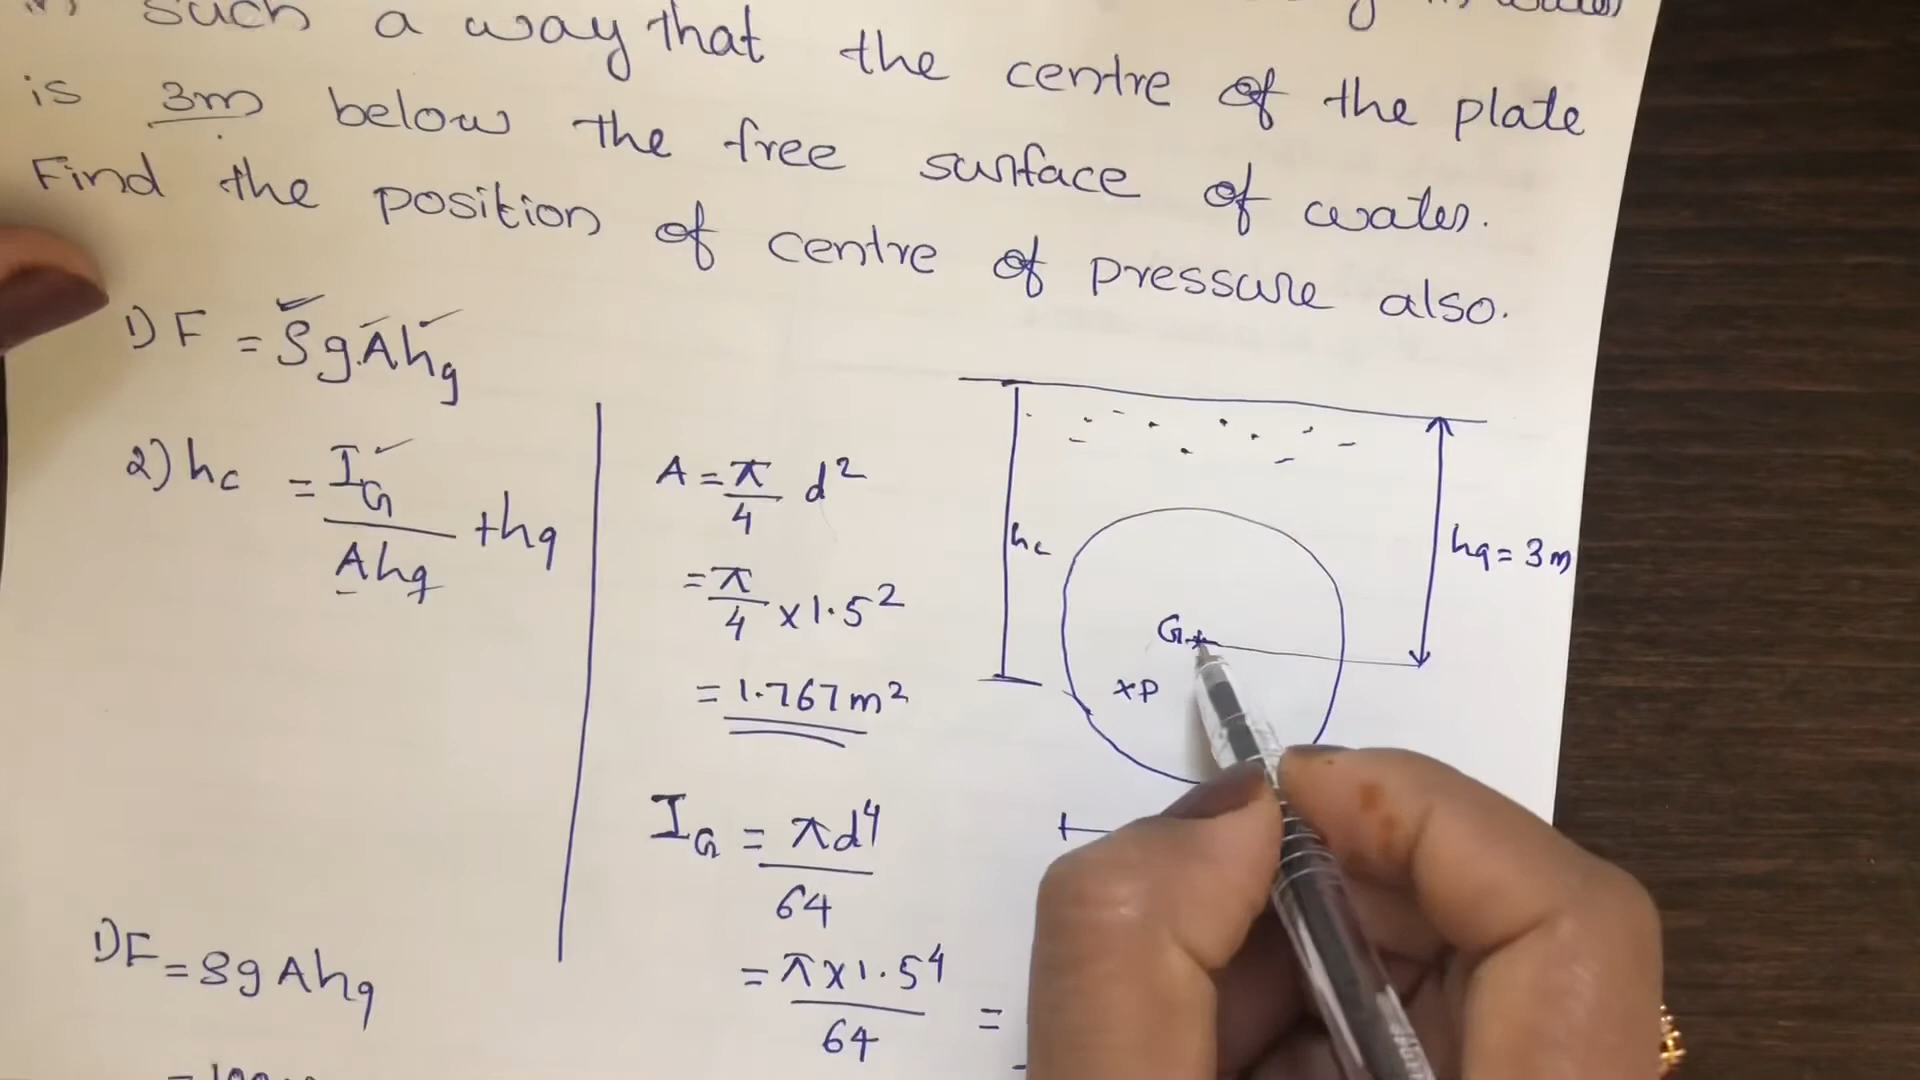 such a way that the centre of the plate
is 3m below the free surface of water.
Find the position of centre of pressure also.
1) F = ρgAhg
2) hc = IG / Ahg + hg
A = π/4 d²
= π/4 × 1.5²
= 1.767m²
IG = πd⁴ / 64
= π×1.5⁴ / 64 =
hc
hg = 3m
G
×P
1) F = ρgAhg